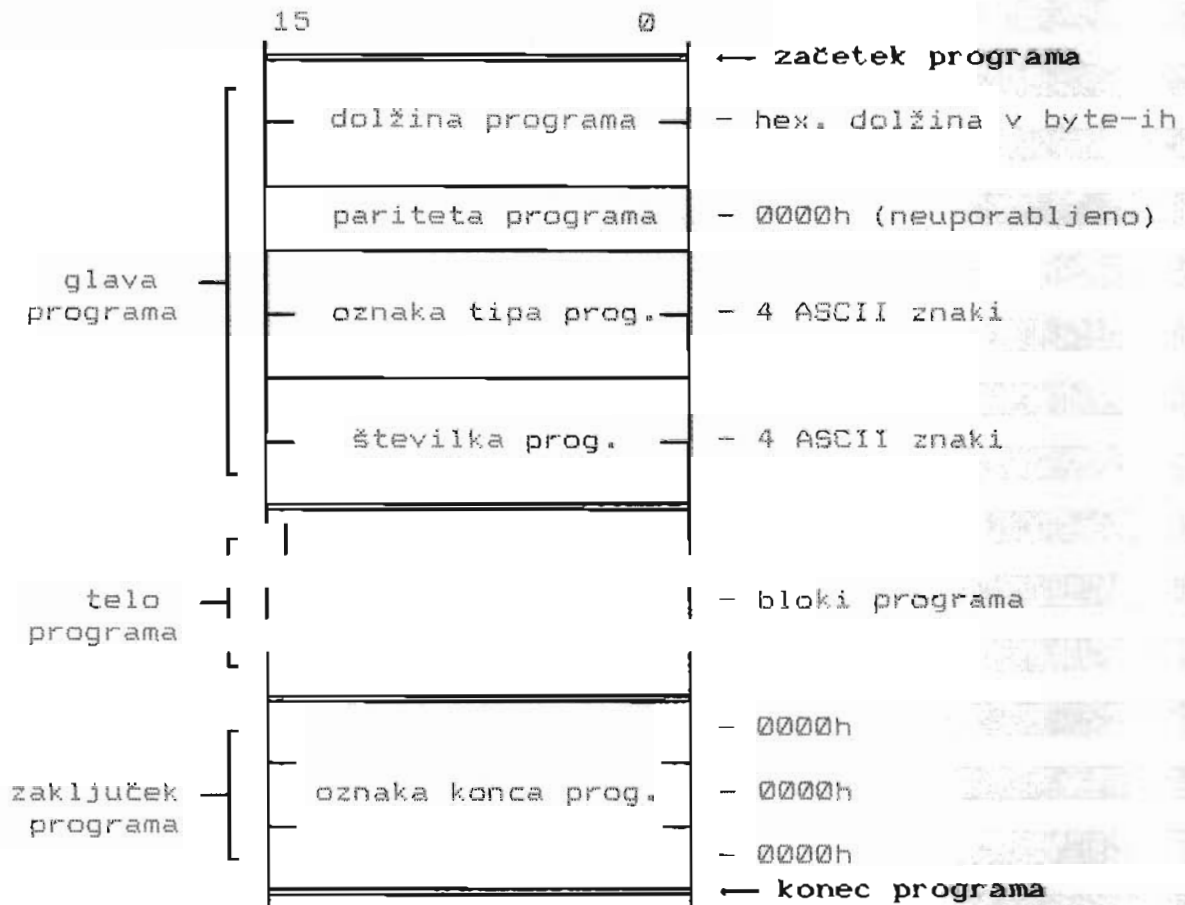 15 0
← začetek programa
dolžina programa - hex. dolžina v byte-ih
pariteta programa - 0000h (neuporabljeno)
glava
programa
oznaka tipa prog. - 4 ASCII znaki
številka prog. - 4 ASCII znaki
telo
programa
- bloki programa
- 0000h
zaključek
programa
oznaka konca prog. - 0000h
- 0000h
← konec programa